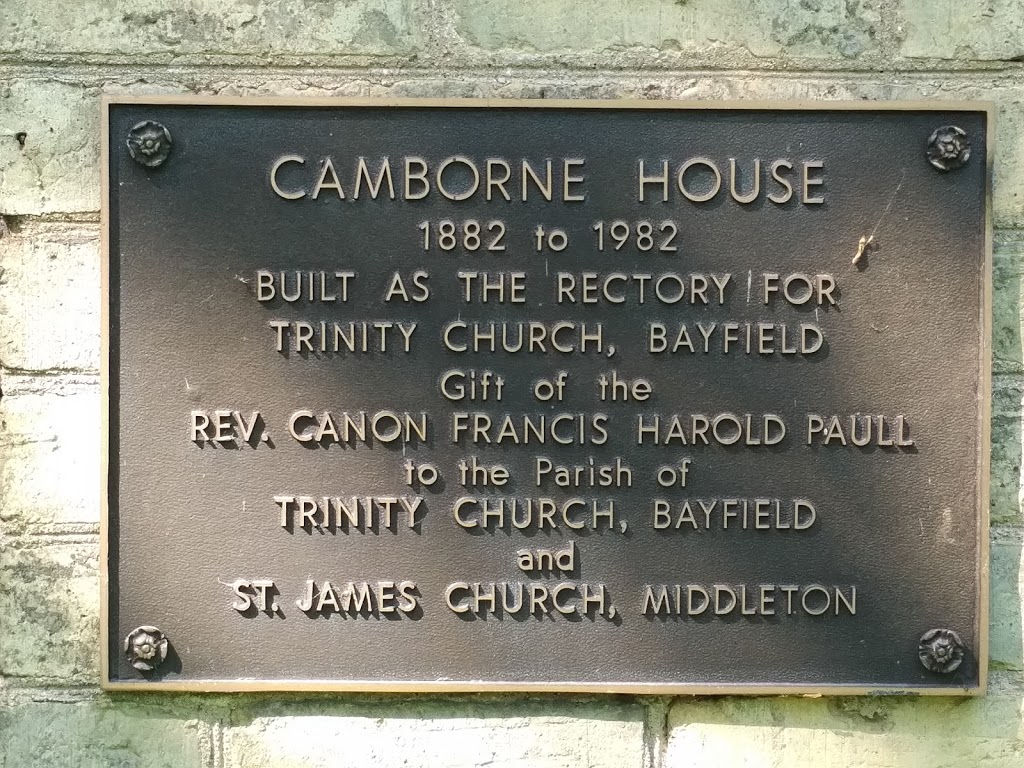 CAMBORNE HOUSE
1882 to 1982
BUILT AS THE RECTORY FOR
TRINITY CHURCH, BAYFIELD
Gift of the
REV. CANON FRANCIS HAROLD PAULL
to the Parish of
TRINITY CHURCH, BAYFIELD
and
ST. JAMES CHURCH, MIDDLETON